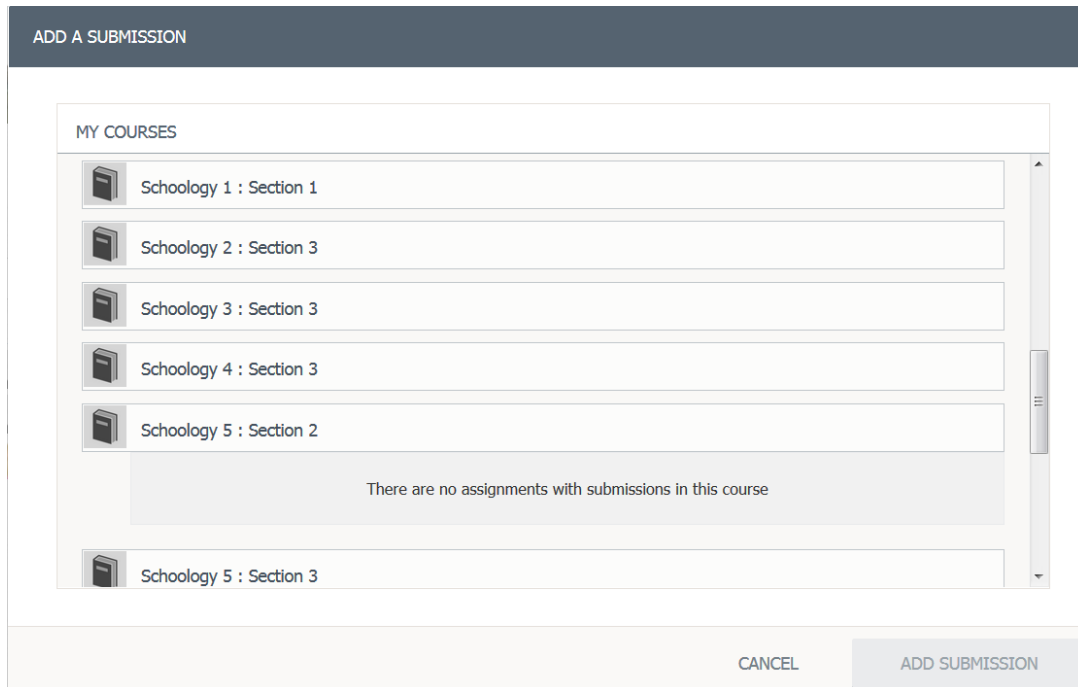 ADD A SUBMISSION
MY COURSES
Schoology 1 : Section 1
Schoology 2 : Section 3
Schoology 3 : Section 3
Schoology 4 : Section 3
Schoology 5 : Section 2
There are no assignments with submissions in this course
Schoology 5 : Section 3
CANCEL
ADD SUBMISSION